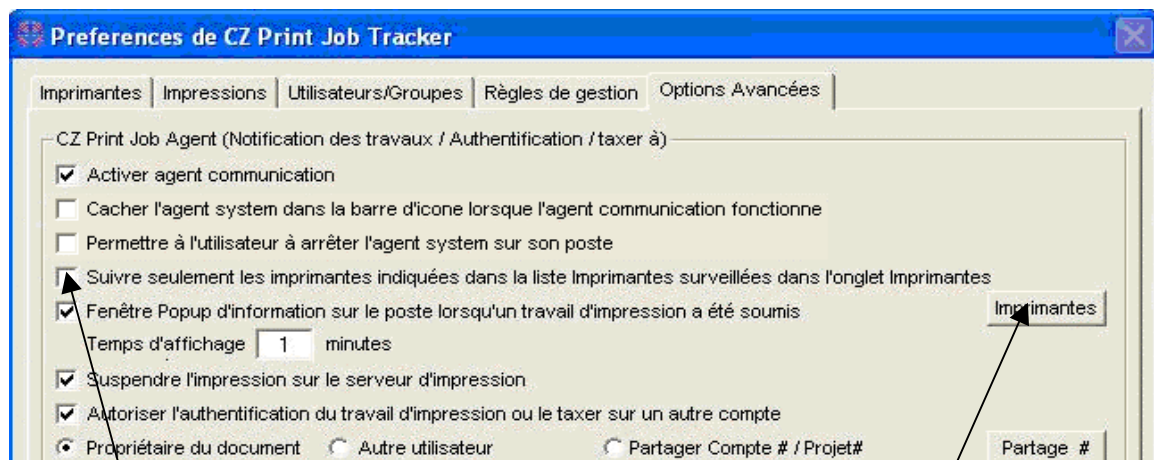 Preferences de CZ Print Job Tracker
Imprimantes Impressions Utilisateurs/Groupes Règles de gestion Options Avancées
CZ Print Job Agent (Notification des travaux / Authentification / taxer à)
Activer agent communication
Cacher l'agent system dans la barre d'icone lorsque l'agent communication fonctionne
Permettre à l'utilisateur à arrêter l'agent system sur son poste
Suivre seulement les imprimantes indiquées dans la liste Imprimantes surveillées dans l'onglet Imprimantes
Fenêtre Popup d'information sur le poste lorsqu'un travail d'impression a été soumis Imprimantes
Temps d'affichage 1 minutes
Suspendre l'impression sur le serveur d'impression
Autoriser l'authentification du travail d'impression ou le taxer sur un autre compte
Propriétaire du document Autre utilisateur Partager Compte # / Projet# Partage #